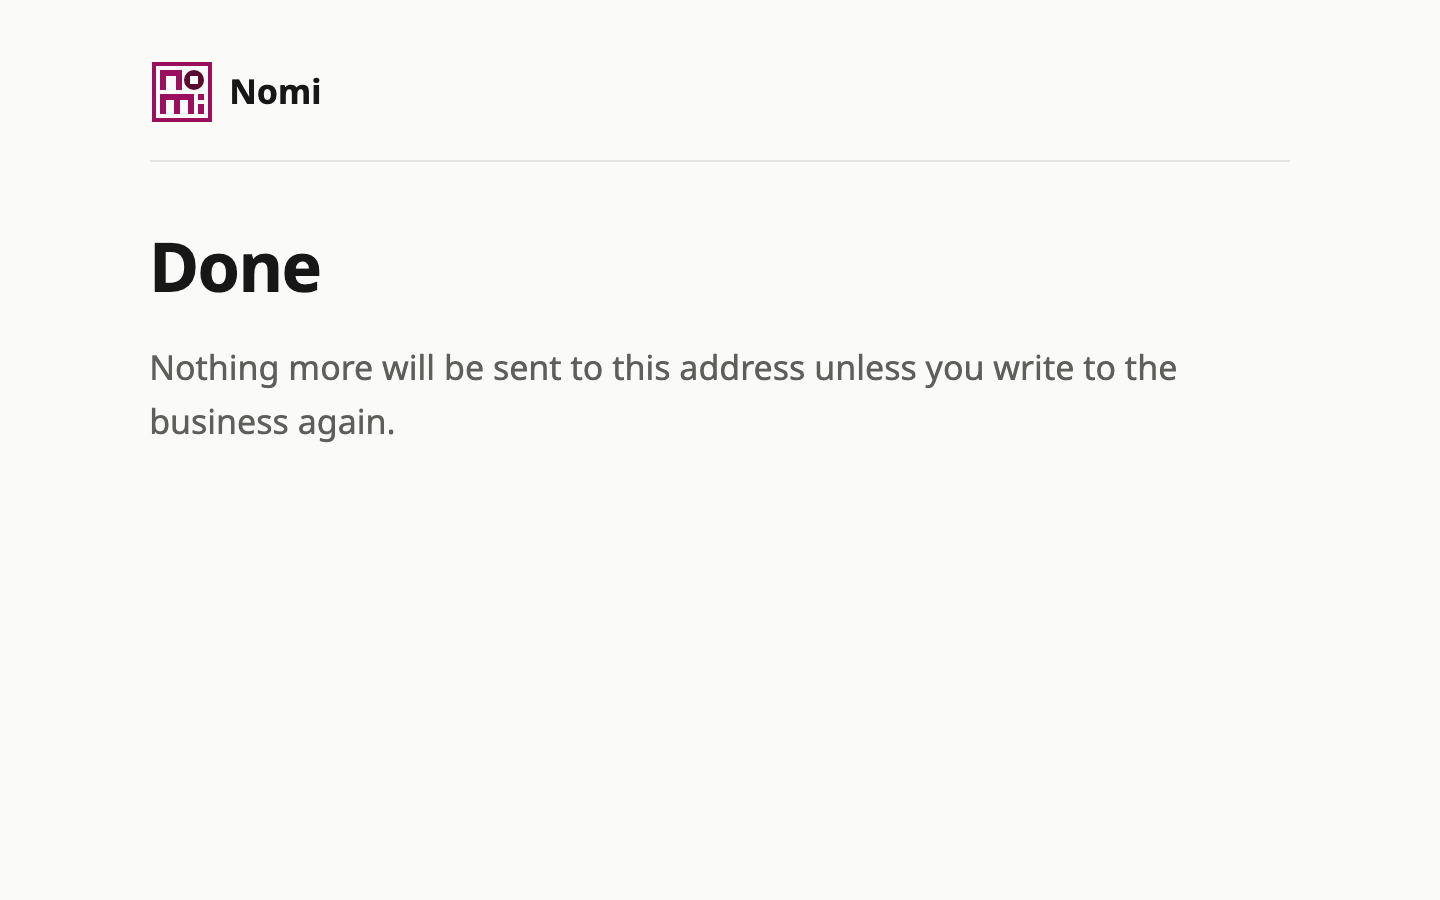 nomi
Nomi
Done
Nothing more will be sent to this address unless you write to the
business again.